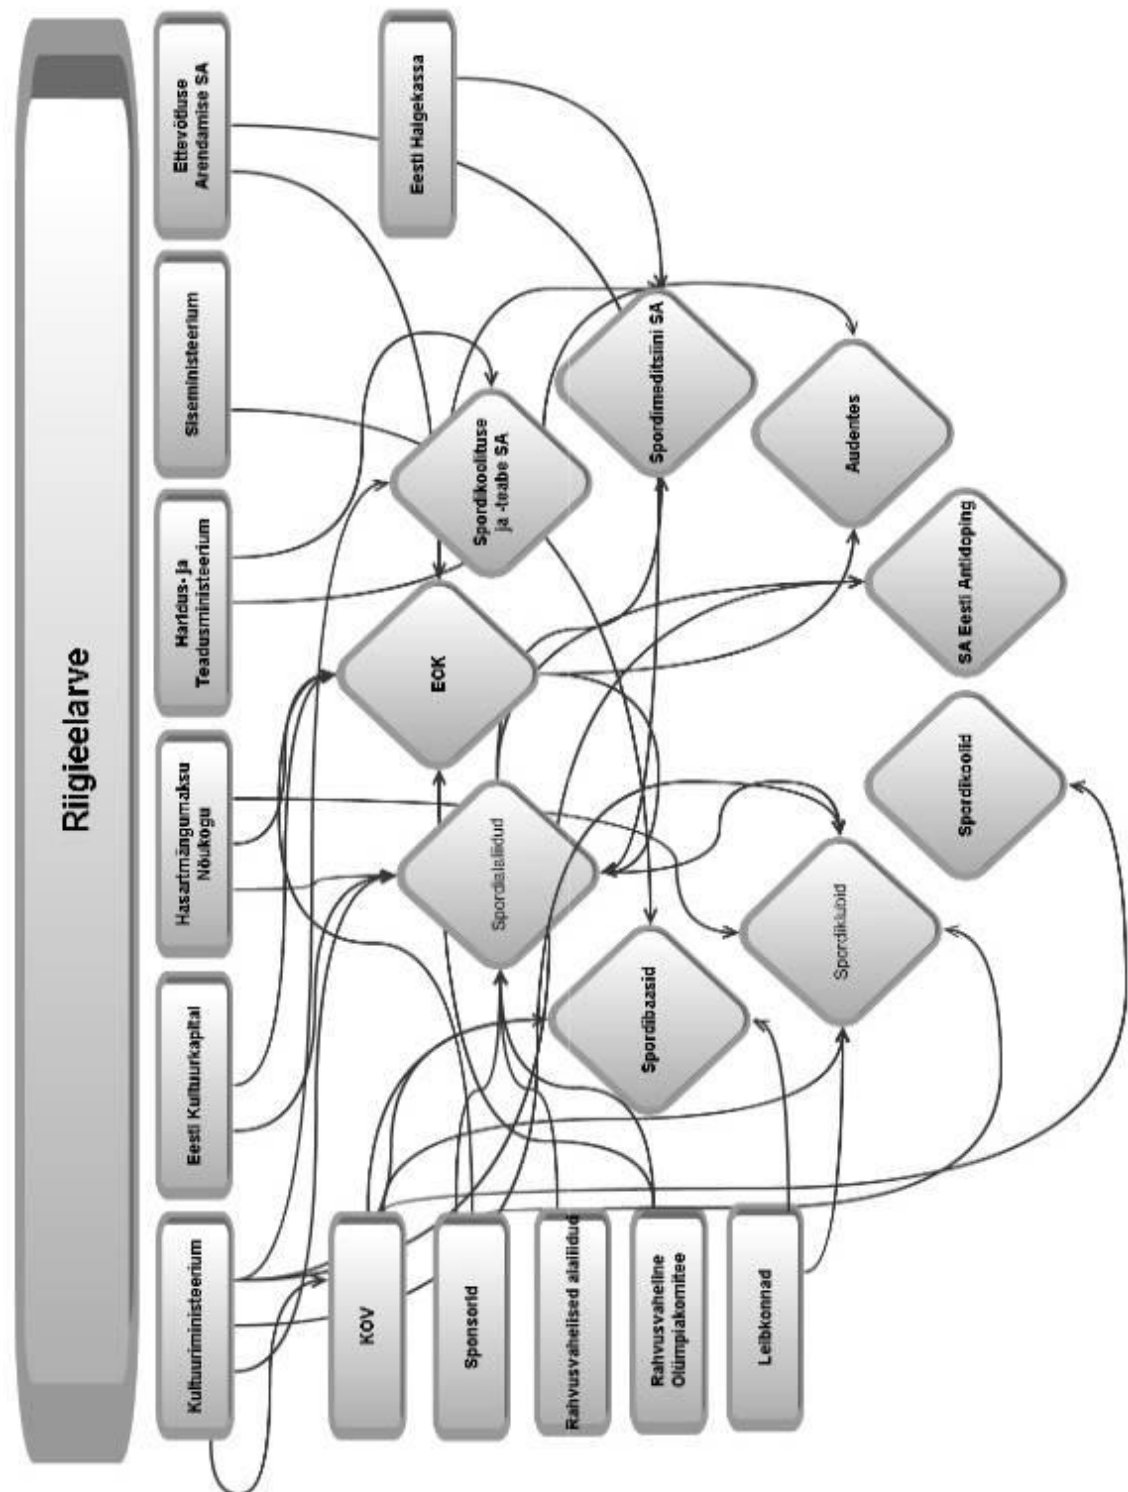 Riigieelarve
Kultuuriministeerium
Eesti Kultuurkapital
Hasartmängumaksu
Nõukogu
Haridus- ja
Teadusministeerium
Siseministeerium
Ettevõtluse
Arendamise SA
KOV
Sponsorid
Rahvusvahelised alaliidud
Rahvusvaheline
Olümpiakomitee
Leibkonnad
Eesti Haigekassa
EOK
Spordikoolituse
ja -teabe SA
Spordialaliidud
Spordimeditsiini SA
Spordibaasid
Audentes
Spordiklubid
SA Eesti Antidoping
Spordikoolid